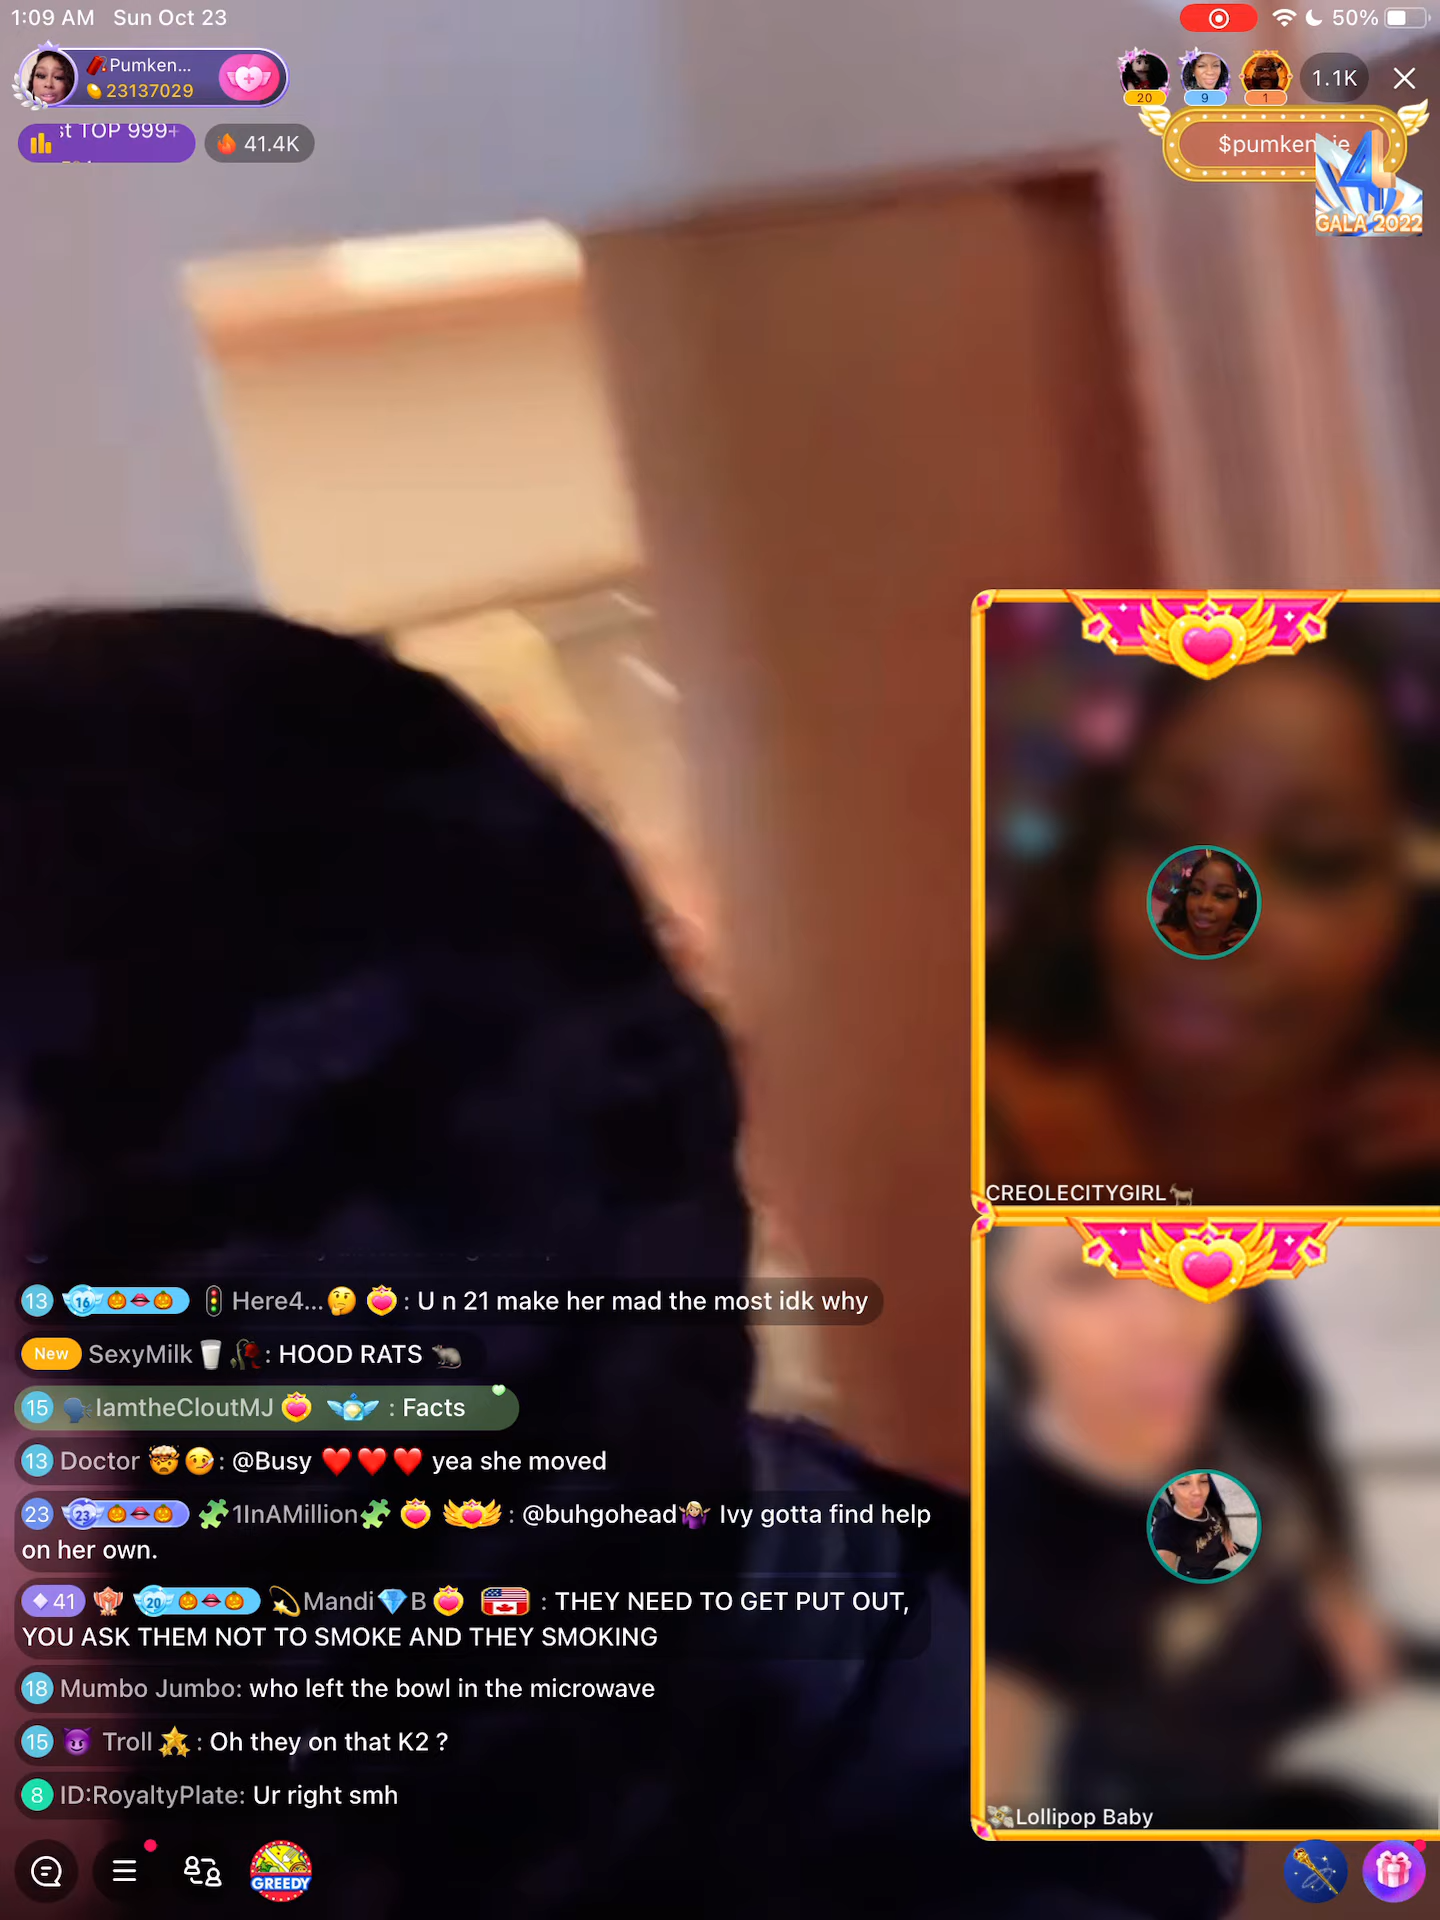 1:09 AM Sun Oct 23
50%
Pumken...
23137029
20
9
1
1.1K
st TOP 999+
41.4K
$pumken
GALA 2022
CREOLECITYGIRL
13 16 Here4... : U n 21 make her mad the most idk why
New SexyMilk : HOOD RATS
15 IamtheCloutMJ : Facts
13 Doctor : @Busy ❤️❤️❤️ yea she moved
23 23 1InAMillion : @buhgohead Ivy gotta find help
on her own.
41 20 Mandi B : THEY NEED TO GET PUT OUT,
YOU ASK THEM NOT TO SMOKE AND THEY SMOKING
18 Mumbo Jumbo: who left the bowl in the microwave
15 Troll : Oh they on that K2 ?
8 ID:RoyaltyPlate: Ur right smh
Lollipop Baby
GREEDY